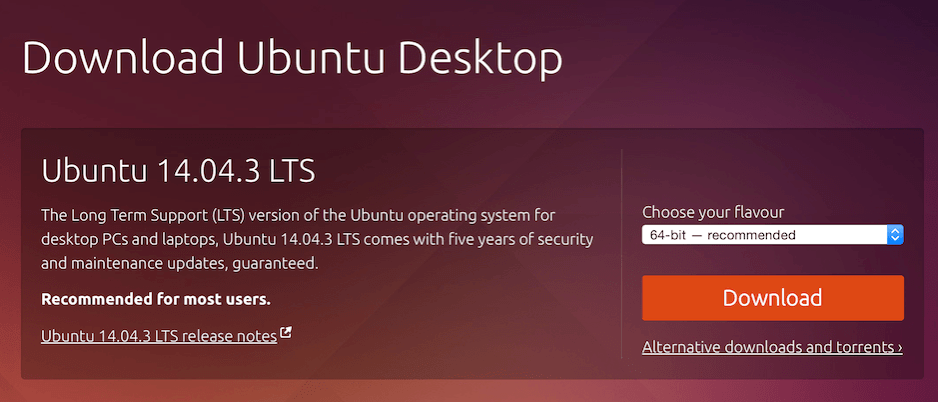 Download Ubuntu Desktop
Ubuntu 14.04.3 LTS
The Long Term Support (LTS) version of the Ubuntu operating system for
desktop PCs and laptops, Ubuntu 14.04.3 LTS comes with five years of security
and maintenance updates, guaranteed.
Recommended for most users.
Ubuntu 14.04.3 LTS release notes
Choose your flavour
64-bit — recommended
Download
Alternative downloads and torrents ›